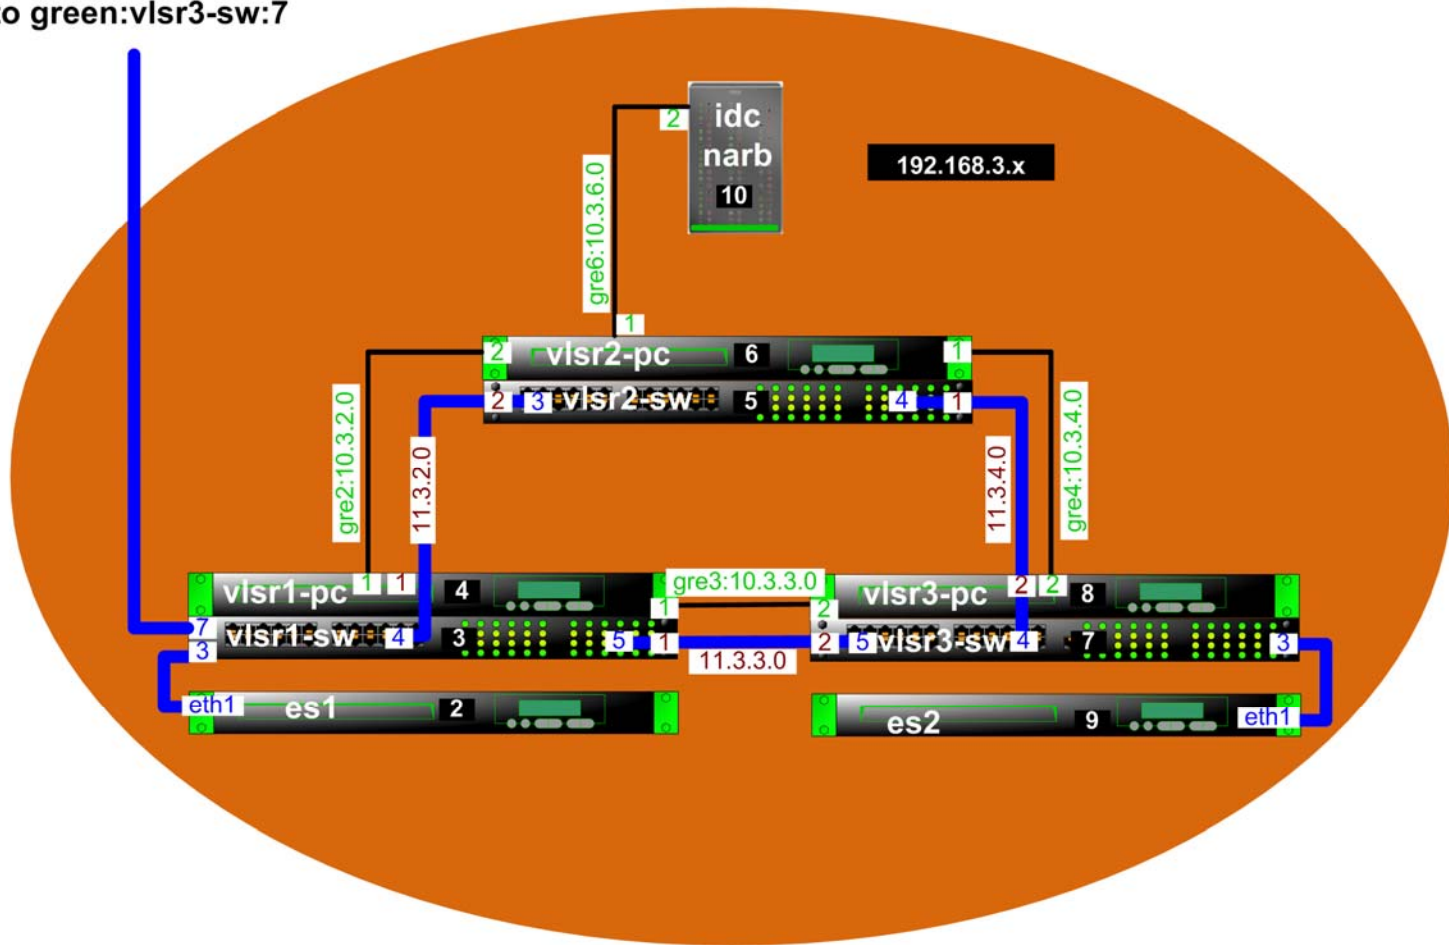 to green:vlsr3-sw:7
idc
2
narb
192.168.3.x
10
gre6:10.3.6.0
1
2 vlsr2-pc 6 1
2 3 vlsr2-sw 5 4 1
gre2:10.3.2.0
11.3.2.0
11.3.4.0
gre4:10.3.4.0
vlsr1-pc 1 1 4
1 gre3:10.3.3.0 2
vlsr3-pc 2 2 8
7 vlsr1-sw 4 3 5 1
3
11.3.3.0
2 5 vlsr3-sw 4 7 3
eth1 es1 2
es2 9 eth1